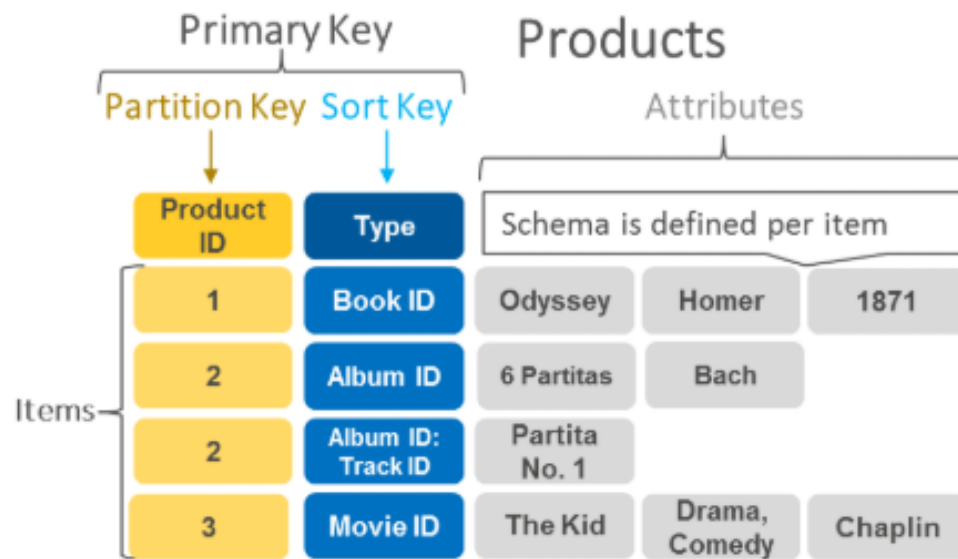 Primary Key
Products
Partition Key
Sort Key
Attributes
Product
ID
Type
Schema is defined per item
Items
1
Book ID
Odyssey
Homer
1871
2
Album ID
6 Partitas
Bach
2
Album ID:
Track ID
Partita
No. 1
3
Movie ID
The Kid
Drama,
Comedy
Chaplin